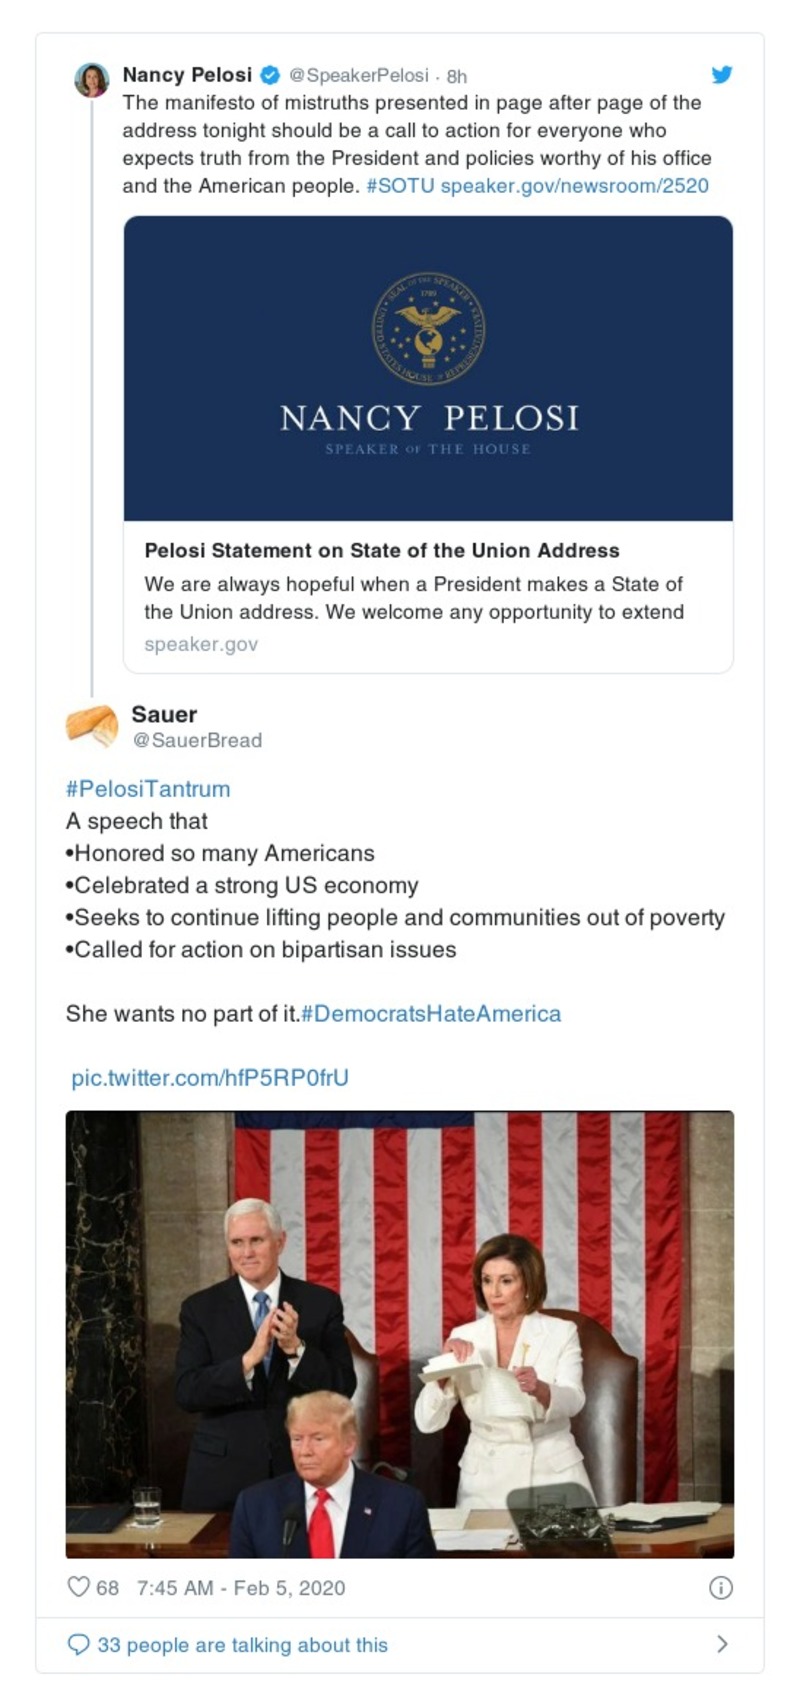 Nancy Pelosi @SpeakerPelosi · 8h
The manifesto of mistruths presented in page after page of the
address tonight should be a call to action for everyone who
expects truth from the President and policies worthy of his office
and the American people. #SOTU speaker.gov/newsroom/2520
SEAL OF THE SPEAKER
1789
UNITED STATES HOUSE OF REPRESENTATIVES
NANCY PELOSI
SPEAKER OF THE HOUSE
Pelosi Statement on State of the Union Address
We are always hopeful when a President makes a State of
the Union address. We welcome any opportunity to extend
speaker.gov
Sauer
@SauerBread
#PelosiTantrum
A speech that
•Honored so many Americans
•Celebrated a strong US economy
•Seeks to continue lifting people and communities out of poverty
•Called for action on bipartisan issues
She wants no part of it.#DemocratsHateAmerica
pic.twitter.com/hfP5RP0frU
68 7:45 AM - Feb 5, 2020
33 people are talking about this